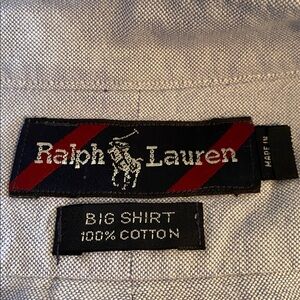 Ralph Lauren
MADE IN
BIG SHIRT
100% COTTON